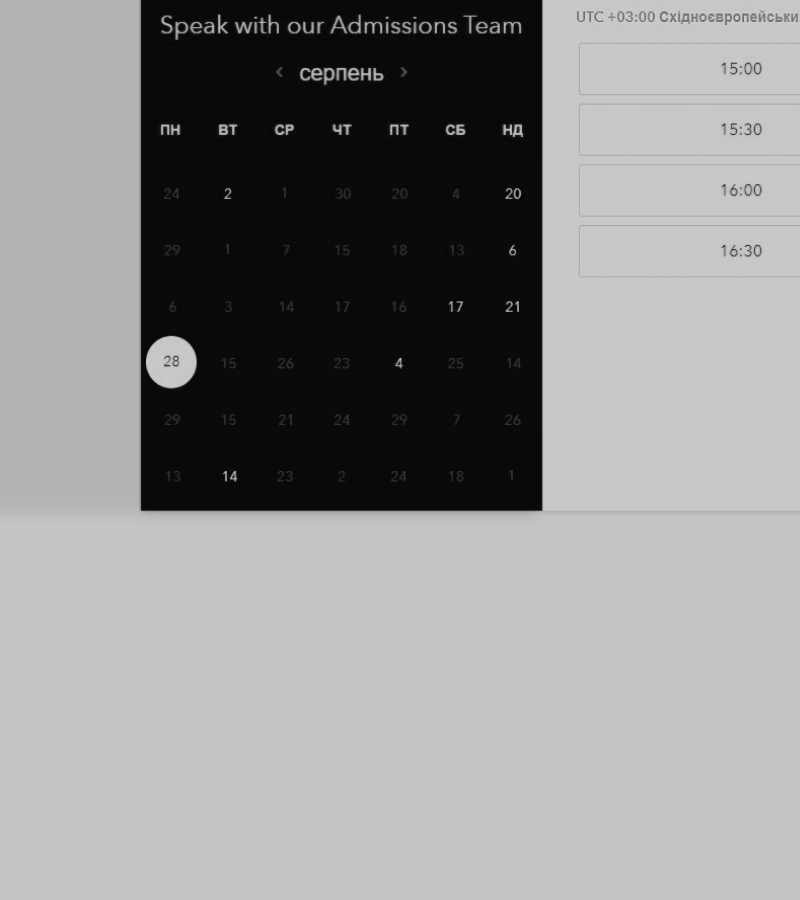 Speak with our Admissions Team
UTC +03:00 Східноєвропейськи
‹ серпень ›
ПН ВТ СР ЧТ ПТ СБ НД
24 2 1 30 20 4 20
29 1 7 15 18 13 6
6 3 14 17 16 17 21
28 15 26 23 4 25 14
29 15 21 24 29 7 26
13 14 23 2 24 18 1
15:00
15:30
16:00
16:30